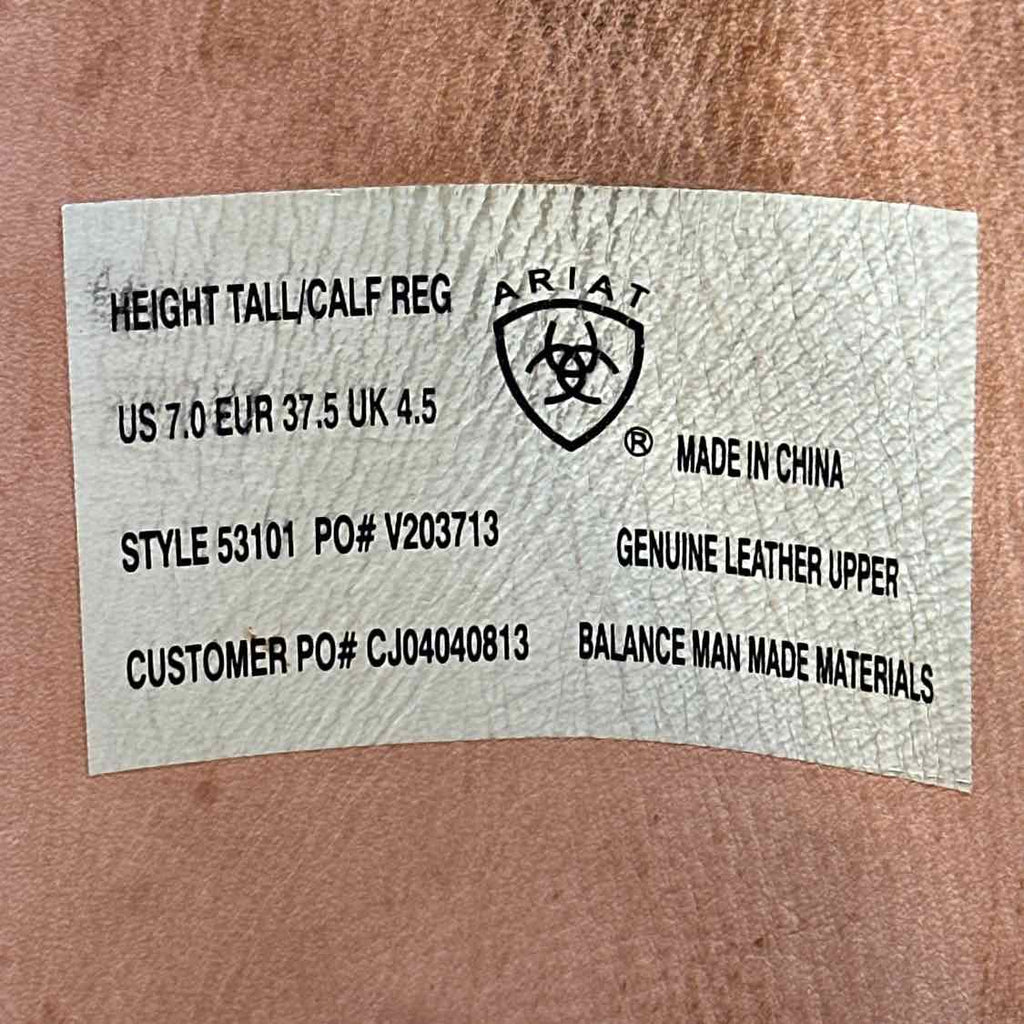 HEIGHT TALL/CALF REG
ARIAT
®
US 7.0 EUR 37.5 UK 4.5
MADE IN CHINA
STYLE 53101 PO# V203713
GENUINE LEATHER UPPER
CUSTOMER PO# CJ04040813
BALANCE MAN MADE MATERIALS